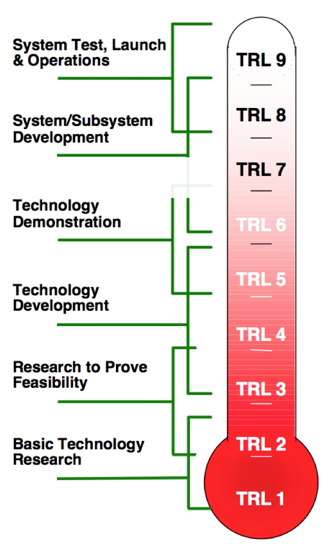 System Test, Launch
& Operations
System/Subsystem
Development
Technology
Demonstration
Technology
Development
Research to Prove
Feasibility
Basic Technology
Research
TRL 9
TRL 8
TRL 7
TRL 6
TRL 5
TRL 4
TRL 3
TRL 2
TRL 1